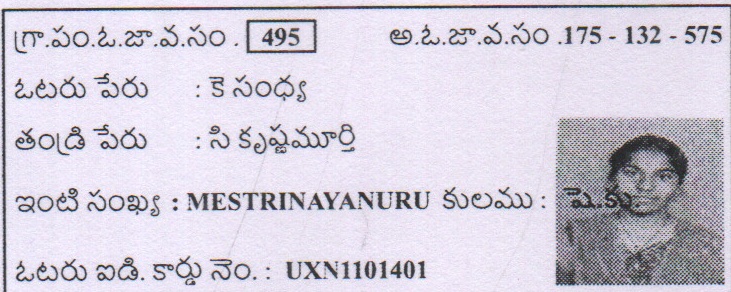 గ్రా.పం.ఓ.జా.వ.సం. 495 అ.ఓ.జా.వ.సం.175 - 132 - 575
ఓటరు పేరు : కె సంధ్య
తండ్రి పేరు : సి కృష్ణమూర్తి
ఇంటి సంఖ్య : MESTRINAYANURU కులము : షె.కు.
ఓటరు ఐడి. కార్డు నెం. : UXN1101401